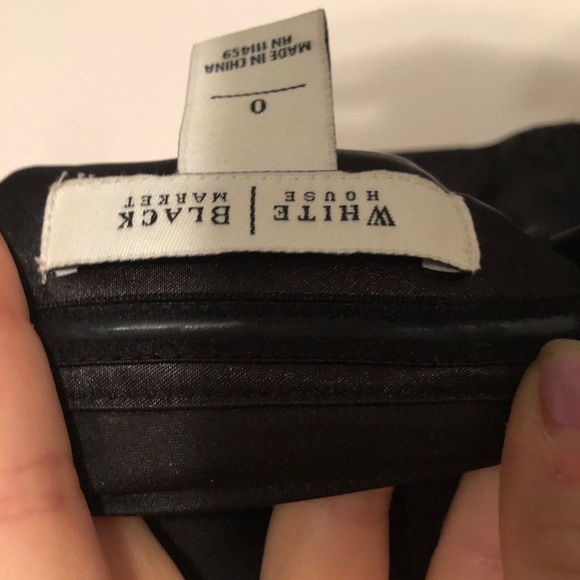 WHITE | BLACK
HOUSE | MARKET
0
MADE IN CHINA
RN 111459